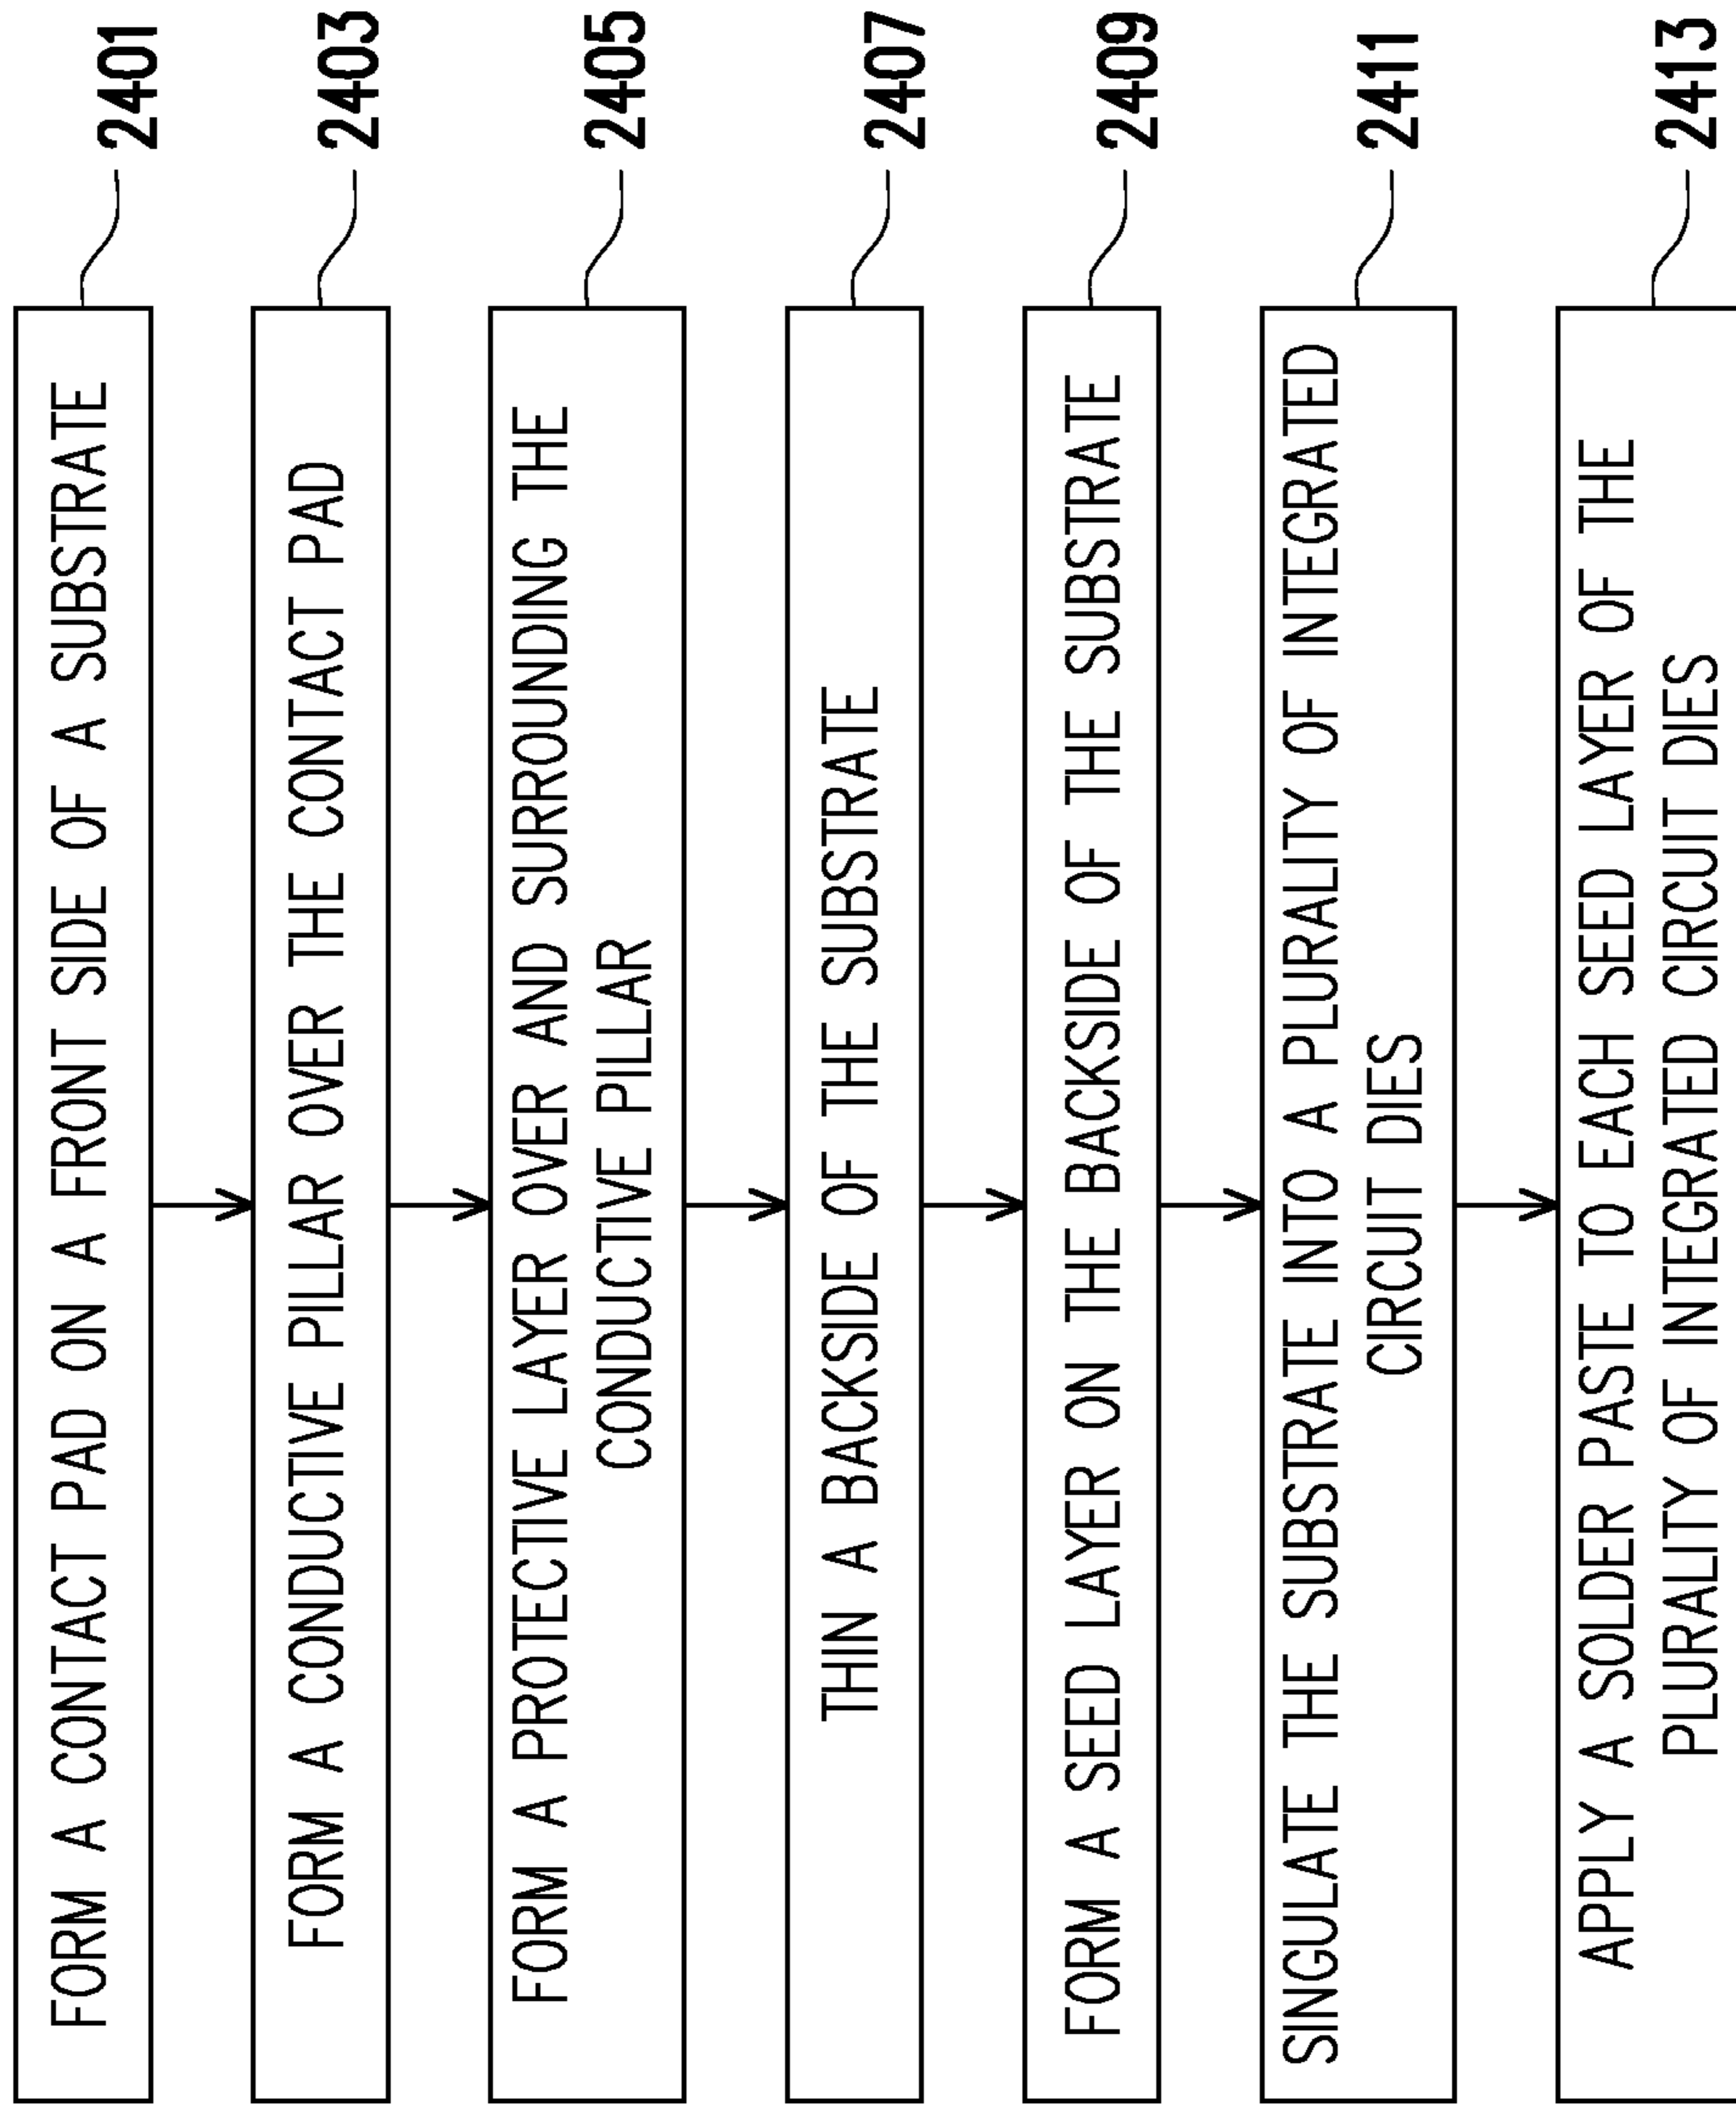 FORM A CONTACT PAD ON A FRONT SIDE OF A SUBSTRATE
2401
FORM A CONDUCTIVE PILLAR OVER THE CONTACT PAD
2403
FORM A PROTECTIVE LAYER OVER AND SURROUNDING THE
CONDUCTIVE PILLAR
2405
THIN A BACKSIDE OF THE SUBSTRATE
2407
FORM A SEED LAYER ON THE BACKSIDE OF THE SUBSTRATE
2409
SINGULATE THE SUBSTRATE INTO A PLURALITY OF INTEGRATED
CIRCUIT DIES
2411
APPLY A SOLDER PASTE TO EACH SEED LAYER OF THE
PLURALITY OF INTEGRATED CIRCUIT DIES
2413